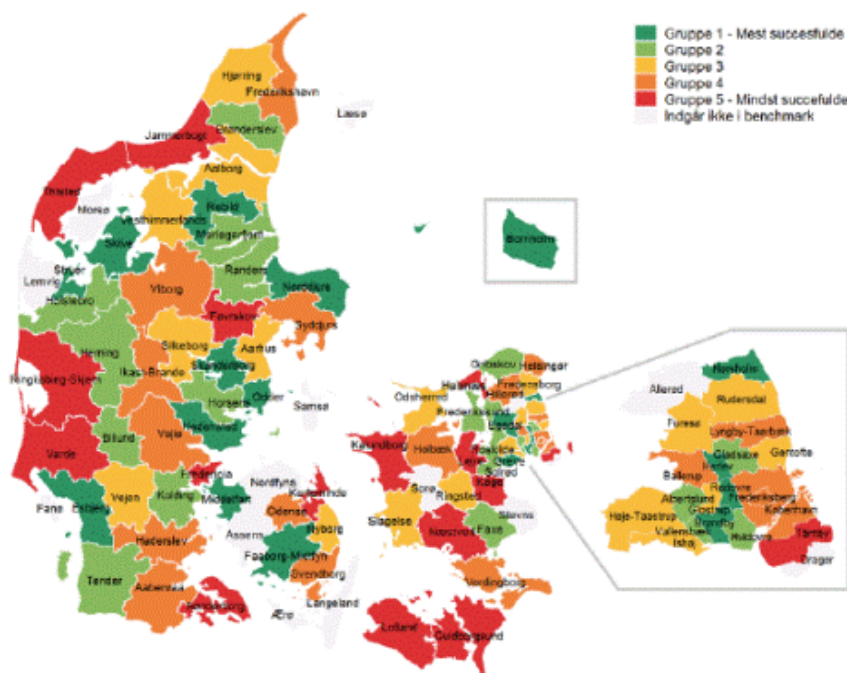 Gruppe 1 - Mest succesfulde
Gruppe 2
Gruppe 3
Gruppe 4
Gruppe 5 - Mindst succefulde
Indgår ikke i benchmark
Hjørring
Frederikshavn
Læsø
Brønderslev
Jammerbugt
Aalborg
Thisted
Morsø
Vesthimmerlands
Rebild
Mariagerfjord
Skive
Struer
Lemvig
Holstebro
Viborg
Randers
Norddjurs
Favrskov
Syddjurs
Bornholm
Herning
Silkeborg
Aarhus
Ikast-Brande
Skanderborg
Ringkøbing-Skjern
Horsens
Odder
Samsø
Hedensted
Billund
Vejle
Varde
Fredericia
Fanø
Esbjerg
Vejen
Kolding
Middelfart
Nordfyns
Kerteminde
Odense
Assens
Nyborg
Haderslev
Faaborg-Midtfyn
Svendborg
Tønder
Aabenraa
Sønderborg
Ærø
Langeland
Gribskov
Helsingør
Halsnæs
Fredensborg
Hillerød
Odsherred
Frederikssund
Egedal
Kalundborg
Holbæk
Roskilde
Lejre
Greve
Solrød
Køge
Sorø
Ringsted
Slagelse
Stevns
Næstved
Faxe
Vordingborg
Lolland
Guldborgsund
Hørsholm
Allerød
Rudersdal
Furesø
Lyngby-Taarbæk
Gladsaxe
Gentofte
Ballerup
Herlev
Rødovre
Albertslund
Frederiksberg
Glostrup
København
Høje-Taastrup
Brøndby
Vallensbæk
Hvidovre
Ishøj
Tårnby
Dragør